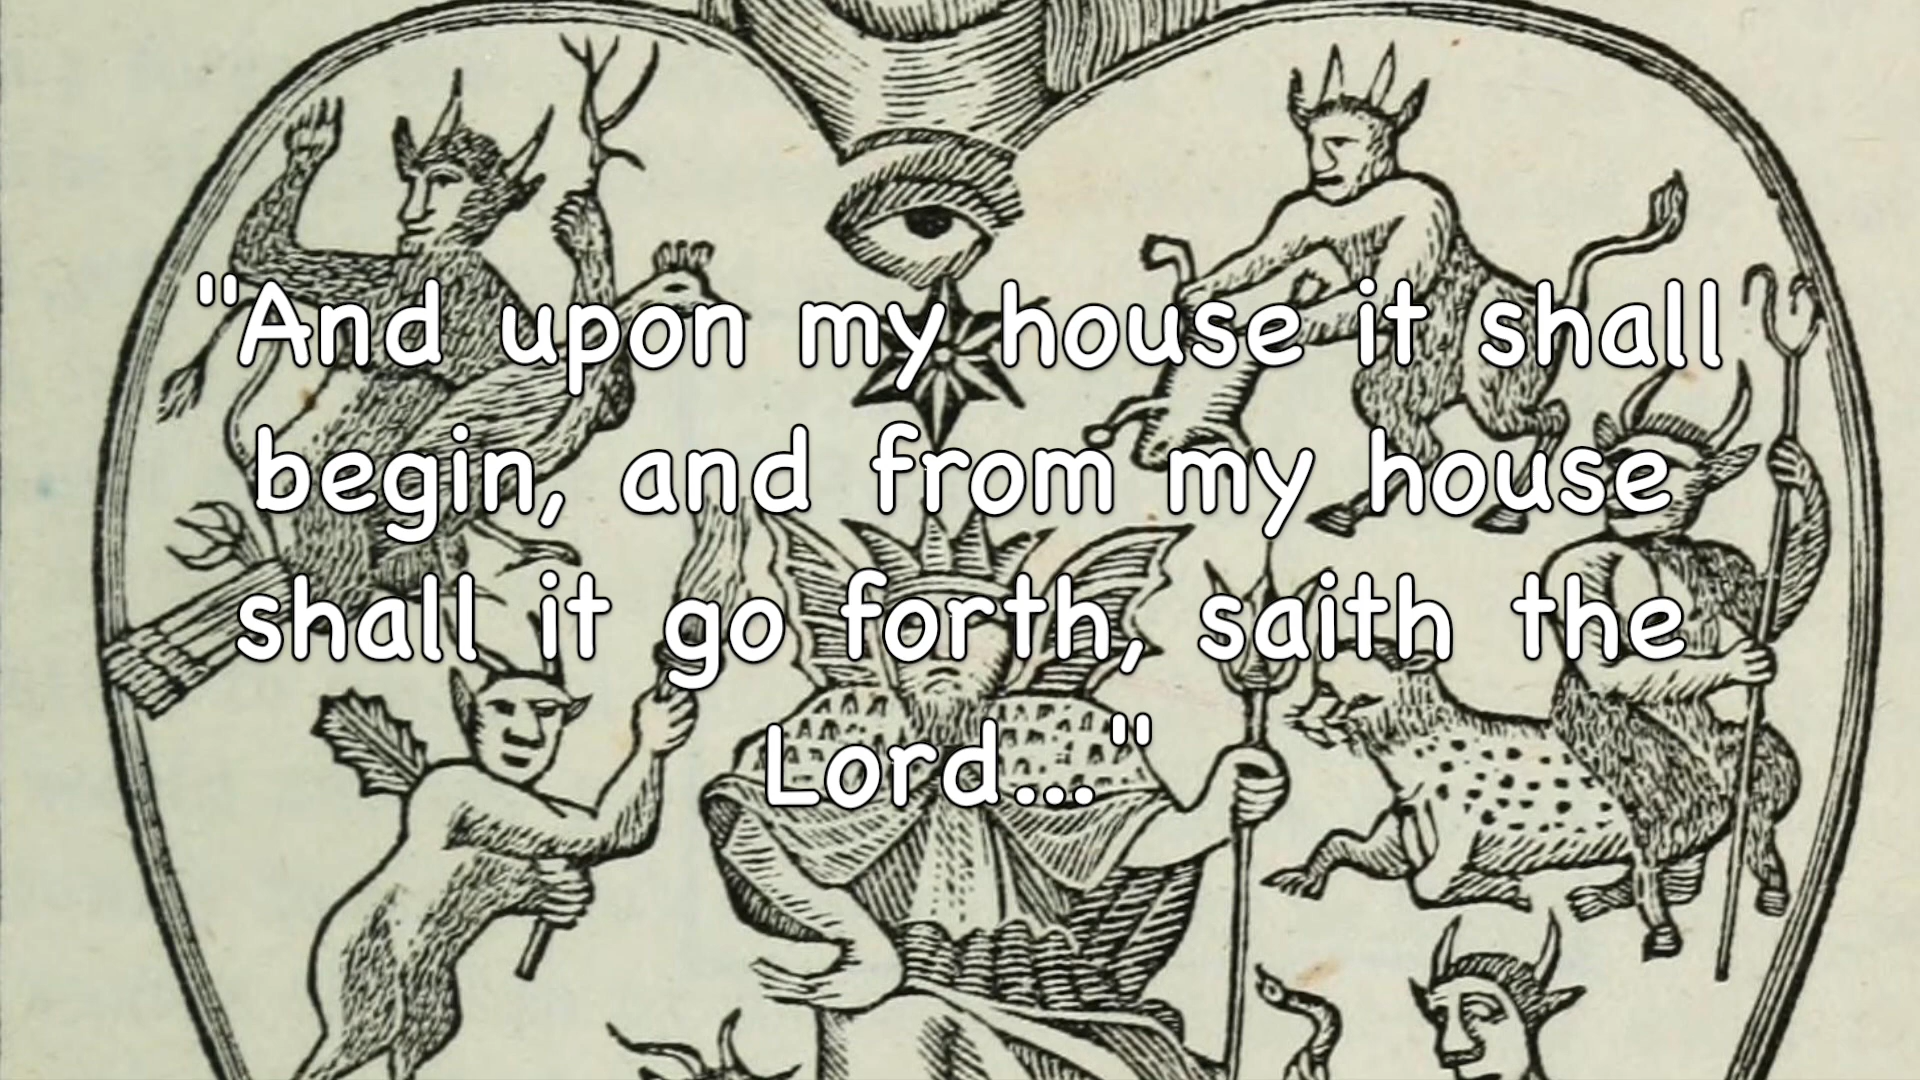 "And upon my house it shall
begin, and from my house
shall it go forth, saith the
Lord..."